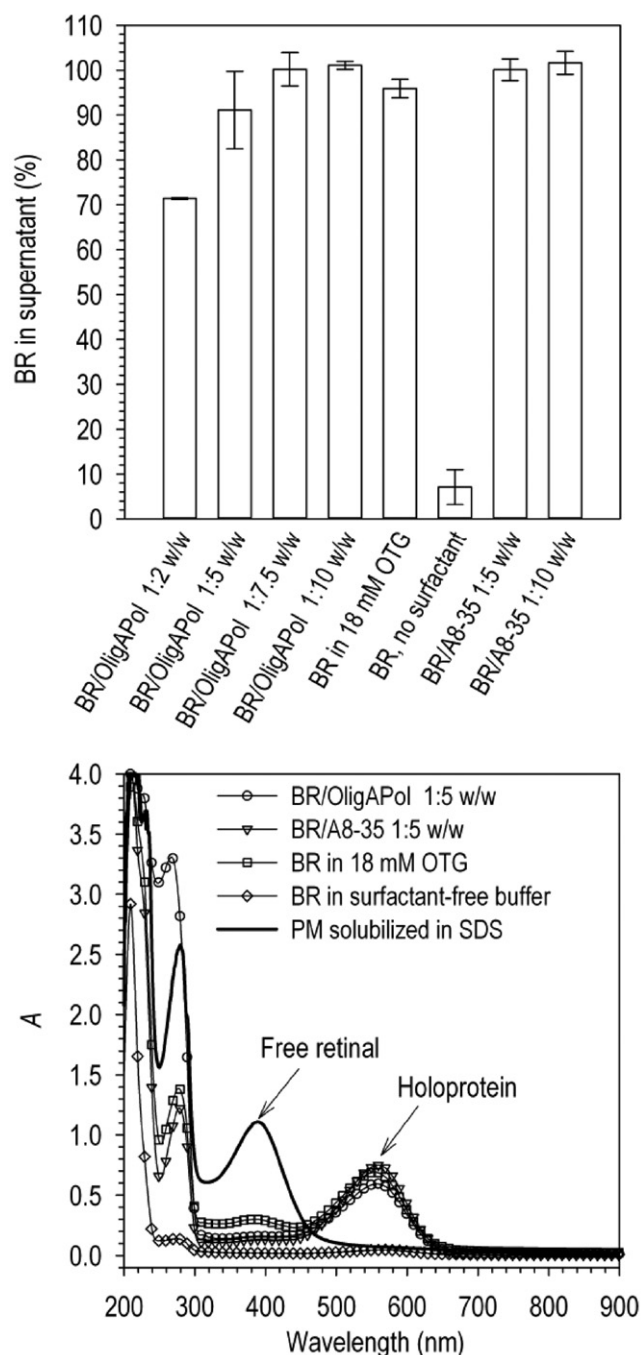 BR in supernatant (%)
110
100
90
80
70
60
50
40
30
20
10
0
BR/OligAPol 1:2 w/w
BR/OligAPol 1:5 w/w
BR/OligAPol 1:7.5 w/w
BR/OligAPol 1:10 w/w
BR in 18 mM OTG
BR, no surfactant
BR/A8-35 1:5 w/w
BR/A8-35 1:10 w/w
A
4.0
3.5
3.0
2.5
2.0
1.5
1.0
0.5
0.0
BR/OligAPol 1:5 w/w
BR/A8-35 1:5 w/w
BR in 18 mM OTG
BR in surfactant-free buffer
PM solubilized in SDS
Free retinal
Holoprotein
200 300 400 500 600 700 800 900
Wavelength (nm)